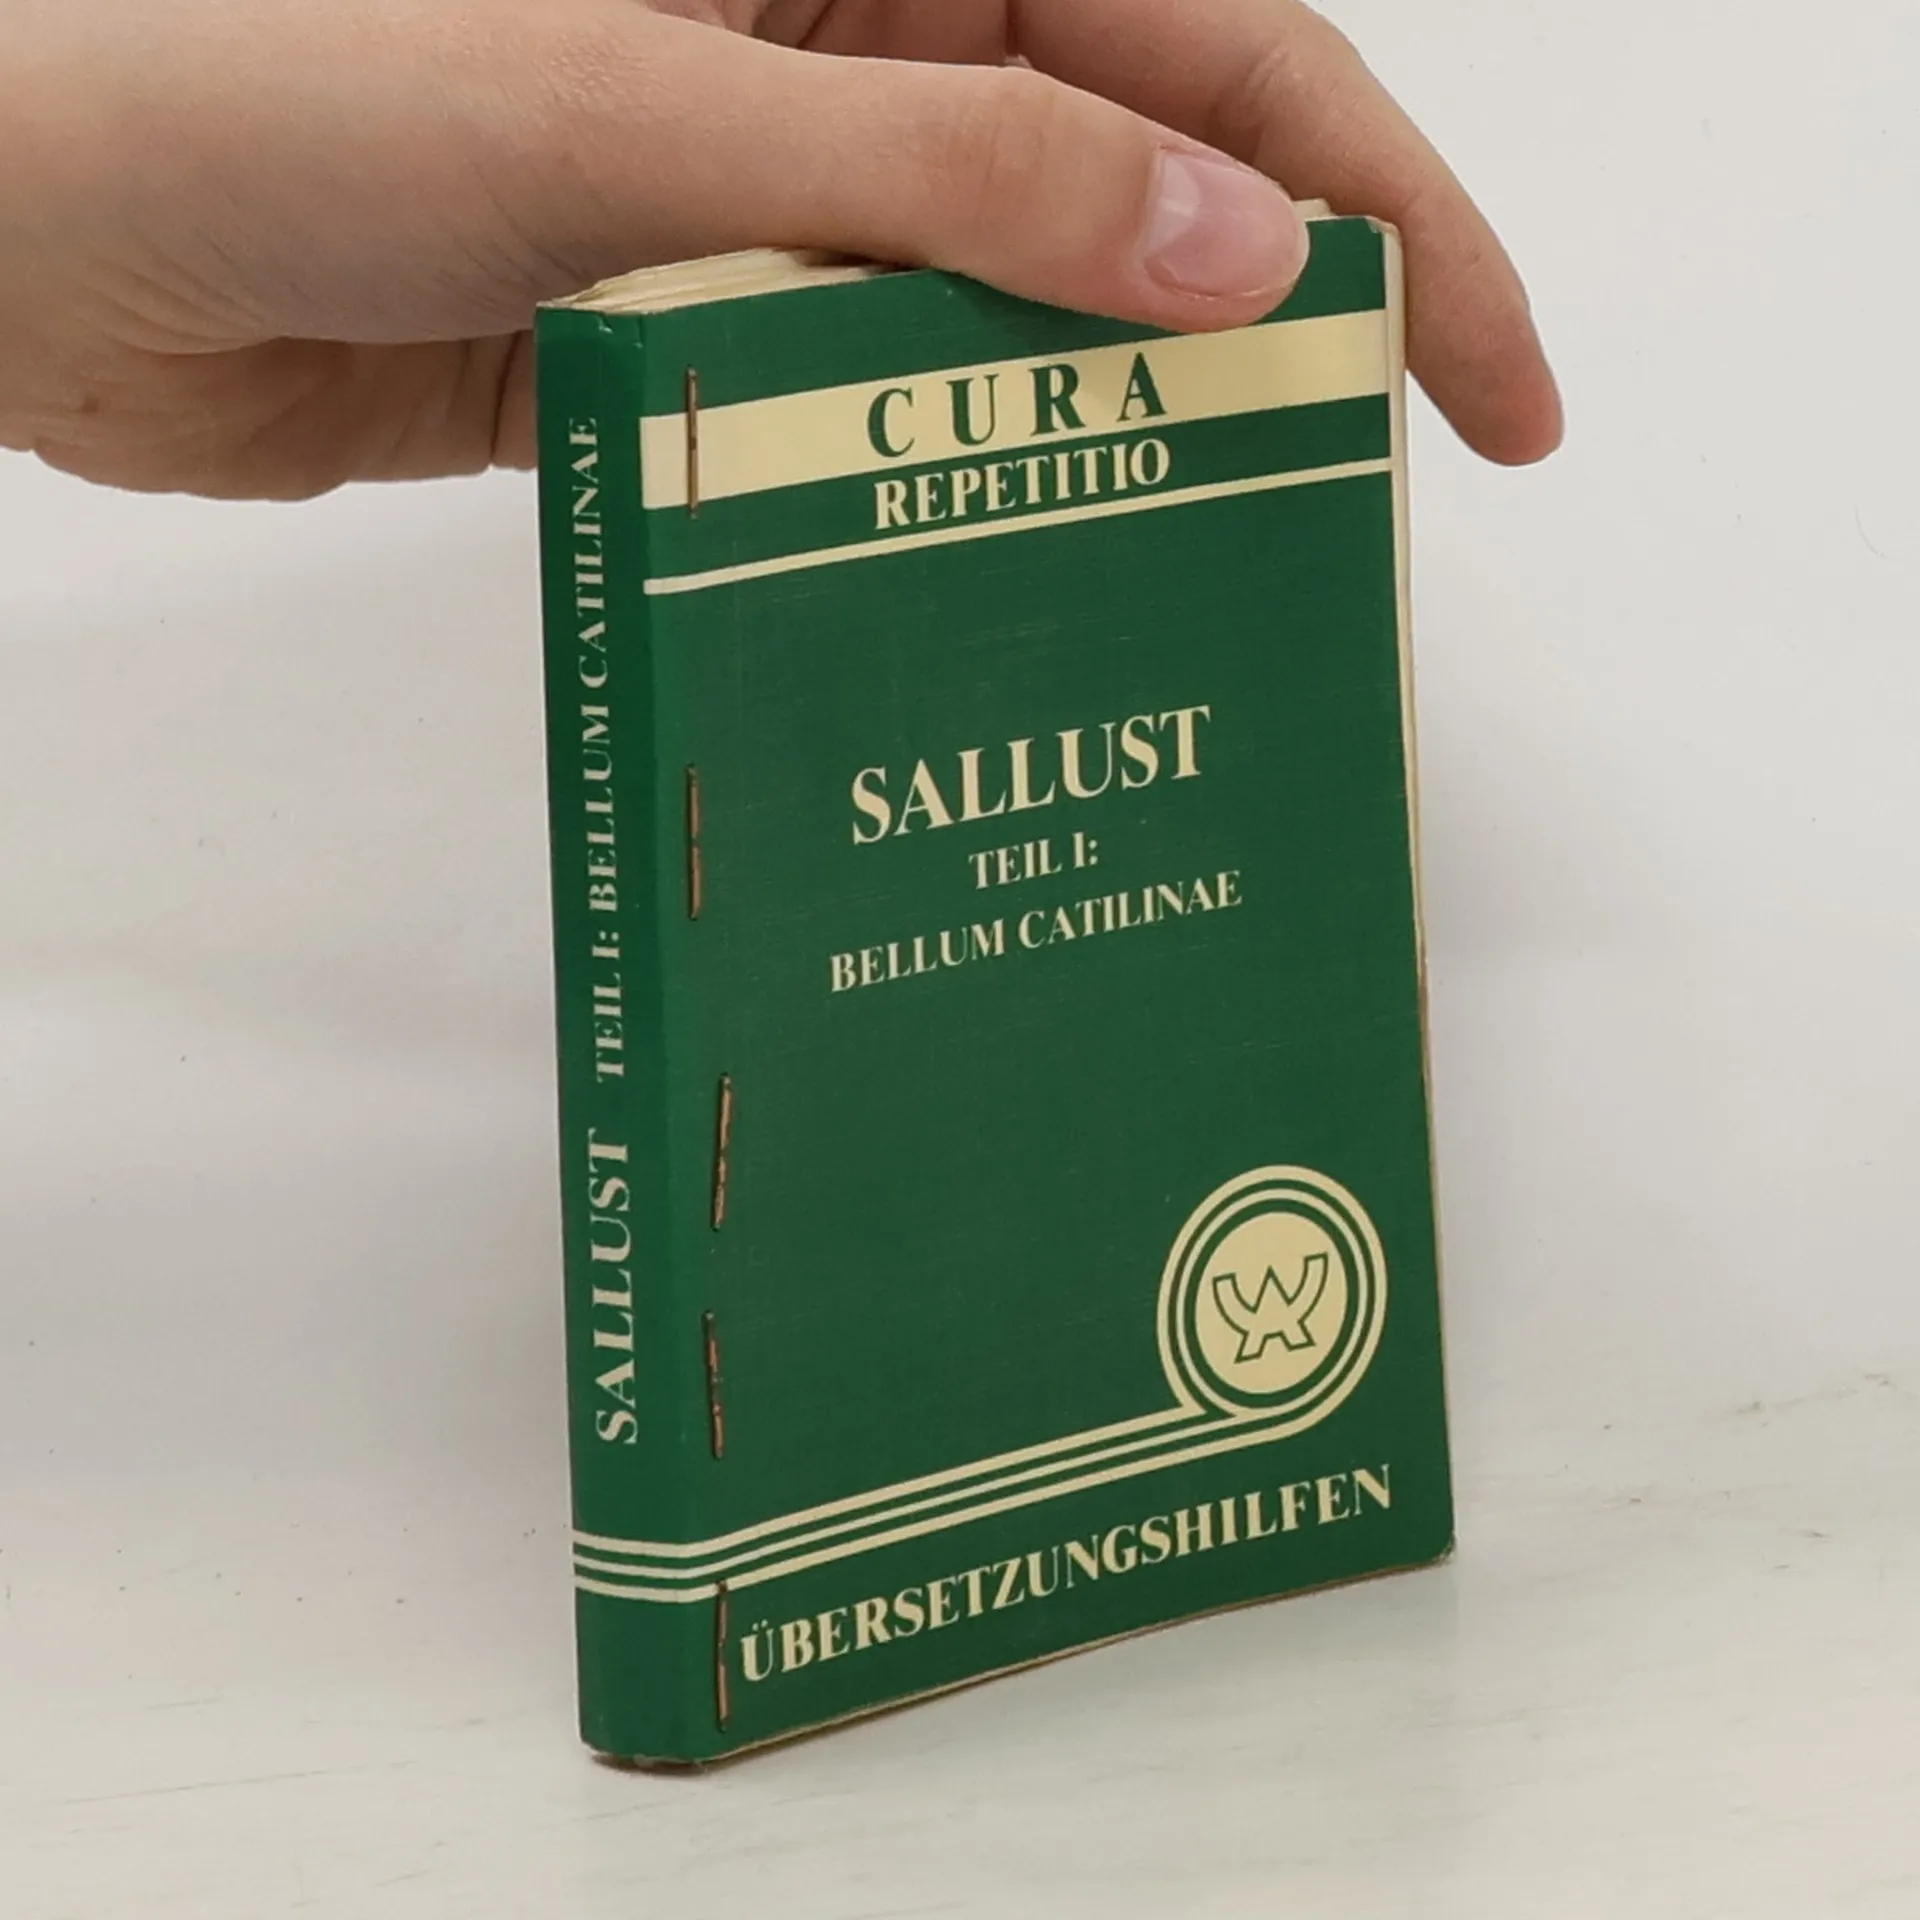 CURA
REPETITIO
SALLUST
TEIL I:
BELLUM CATILINAE
ÜBERSETZUNGSHILFEN
SALLUST TEIL I: BELLUM CATILINAE